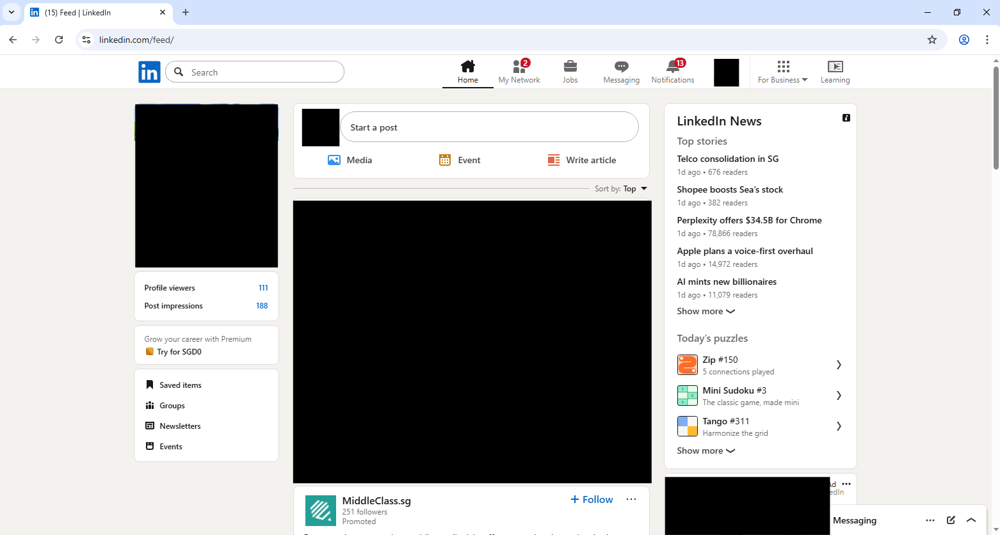 (15) Feed | LinkedIn
linkedin.com/feed/
in
Search
Home
2
My Network
Jobs
Messaging
13
Notifications
For Business
Learning
Profile viewers 111
Post impressions 188
Grow your career with Premium
Try for SGD0
Saved items
Groups
Newsletters
Events
Start a post
Media
Event
Write article
Sort by: Top
MiddleClass.sg
251 followers
Promoted
+ Follow
LinkedIn News
Top stories
Telco consolidation in SG
1d ago • 676 readers
Shopee boosts Sea’s stock
1d ago • 382 readers
Perplexity offers $34.5B for Chrome
1d ago • 78,866 readers
Apple plans a voice-first overhaul
1d ago • 14,972 readers
AI mints new billionaires
1d ago • 11,079 readers
Show more
Today’s puzzles
Zip #150
5 connections played
Mini Sudoku #3
The classic game, made mini
Tango #311
Harmonize the grid
Show more
Ad
Messaging